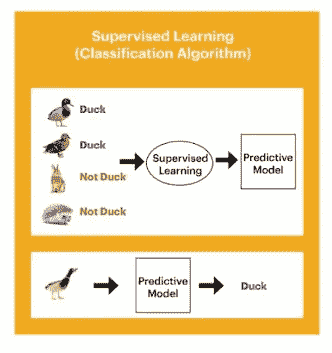 Supervised Learning
(Classification Algorithm)
Duck
Duck
Not Duck
Not Duck
Supervised
Learning
Predictive
Model
Predictive
Model
Duck